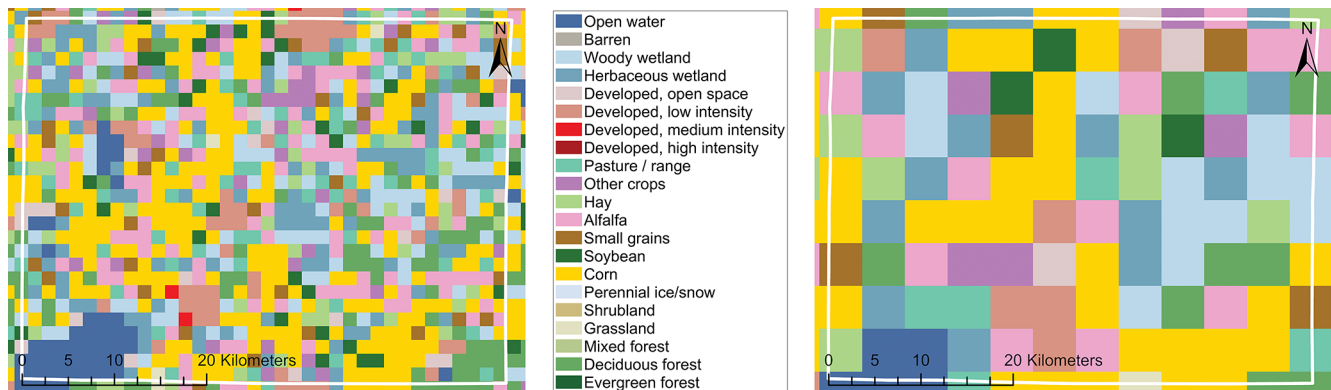 N
0 5 10 20 Kilometers
Open water
Barren
Woody wetland
Herbaceous wetland
Developed, open space
Developed, low intensity
Developed, medium intensity
Developed, high intensity
Pasture / range
Other crops
Hay
Alfalfa
Small grains
Soybean
Corn
Perennial ice/snow
Shrubland
Grassland
Mixed forest
Deciduous forest
Evergreen forest
N
0 5 10 20 Kilometers